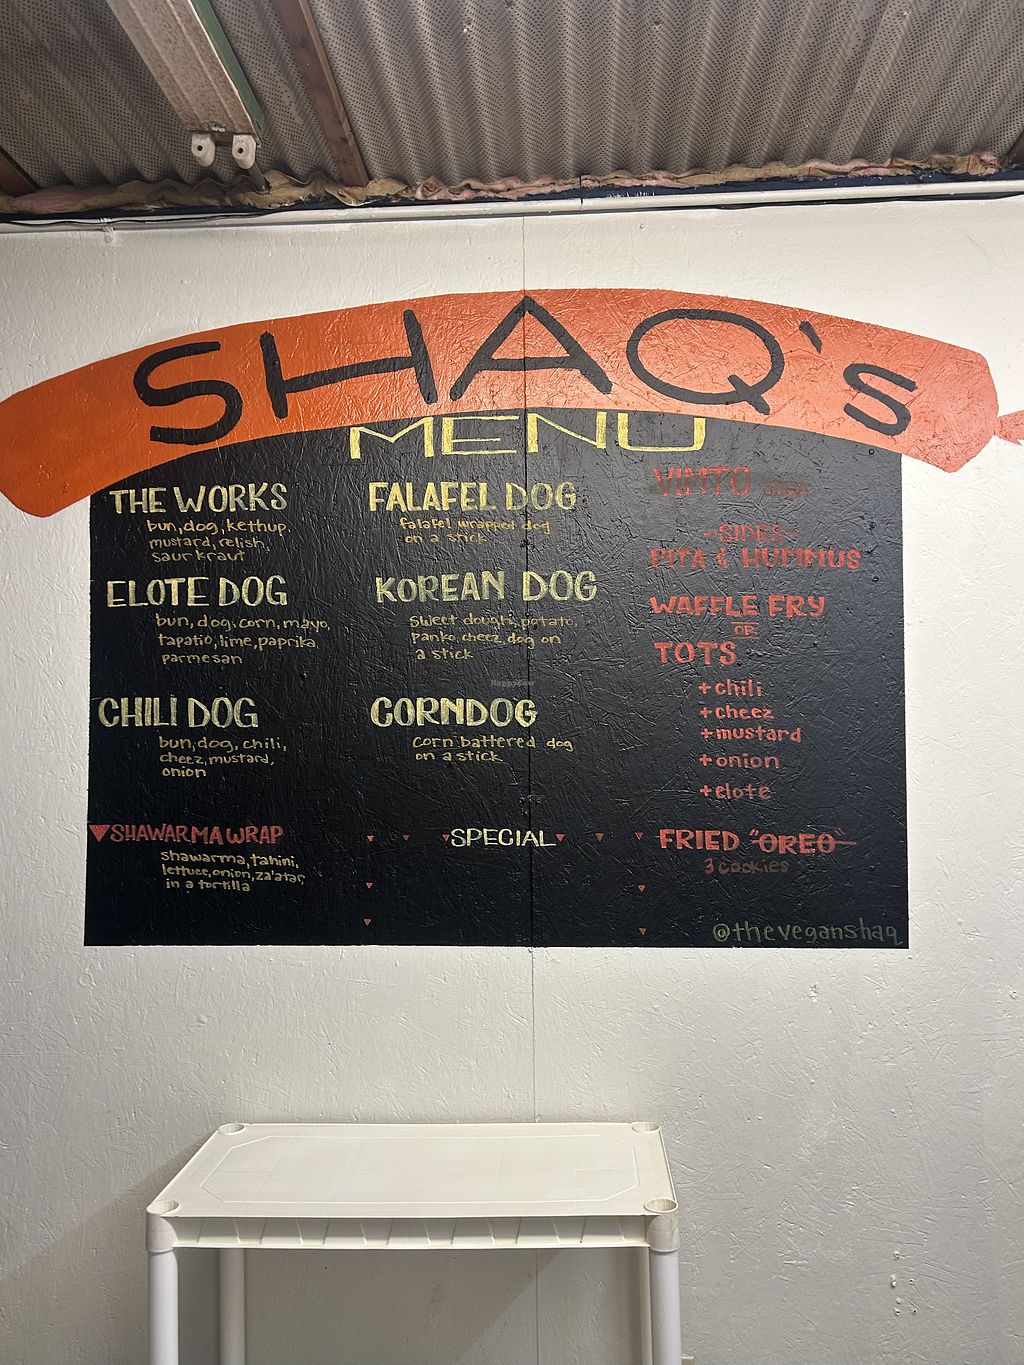 SHAQ's
MENU
THE WORKS
bun, dog, kethup
mustard, relish,
saurkraut
ELOTE DOG
bun, dog, corn, mayo,
tapatio, lime, paprika,
parmesan
CHILI DOG
bun, dog, chili,
cheez, mustard,
onion
SHAWARMA WRAP
shawarma, tahini,
lettuce, onion, za'atar,
in a tortilla
FALAFEL DOG
falafel wrapped dog
on a stick
KOREAN DOG
sweet dough, potato,
panko, cheez, dog on
a stick
CORNDOG
corn battered dog
on a stick
SPECIAL
VIMTO
-SIDES-
PITA & HUMMUS
WAFFLE FRY
OR
TOTS
+chili
+cheez
+mustard
+onion
+elote
FRIED "OREO"
3 cookies
@theveganshaq
HappyCow